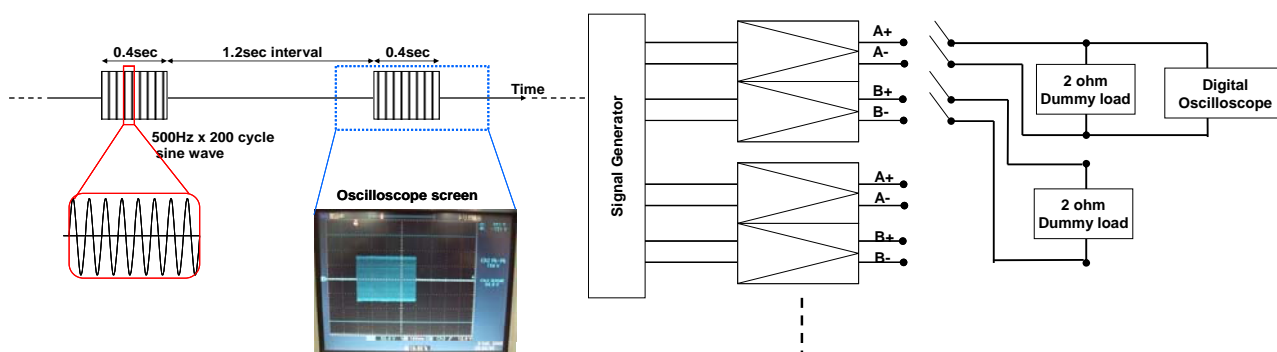 0.4sec
1.2sec interval
0.4sec
Time
500Hz x 200 cycle
sine wave
Oscilloscope screen
Signal Generator
A+
A-
B+
B-
A+
A-
B+
B-
2 ohm
Dummy load
Digital
Oscilloscope
2 ohm
Dummy load